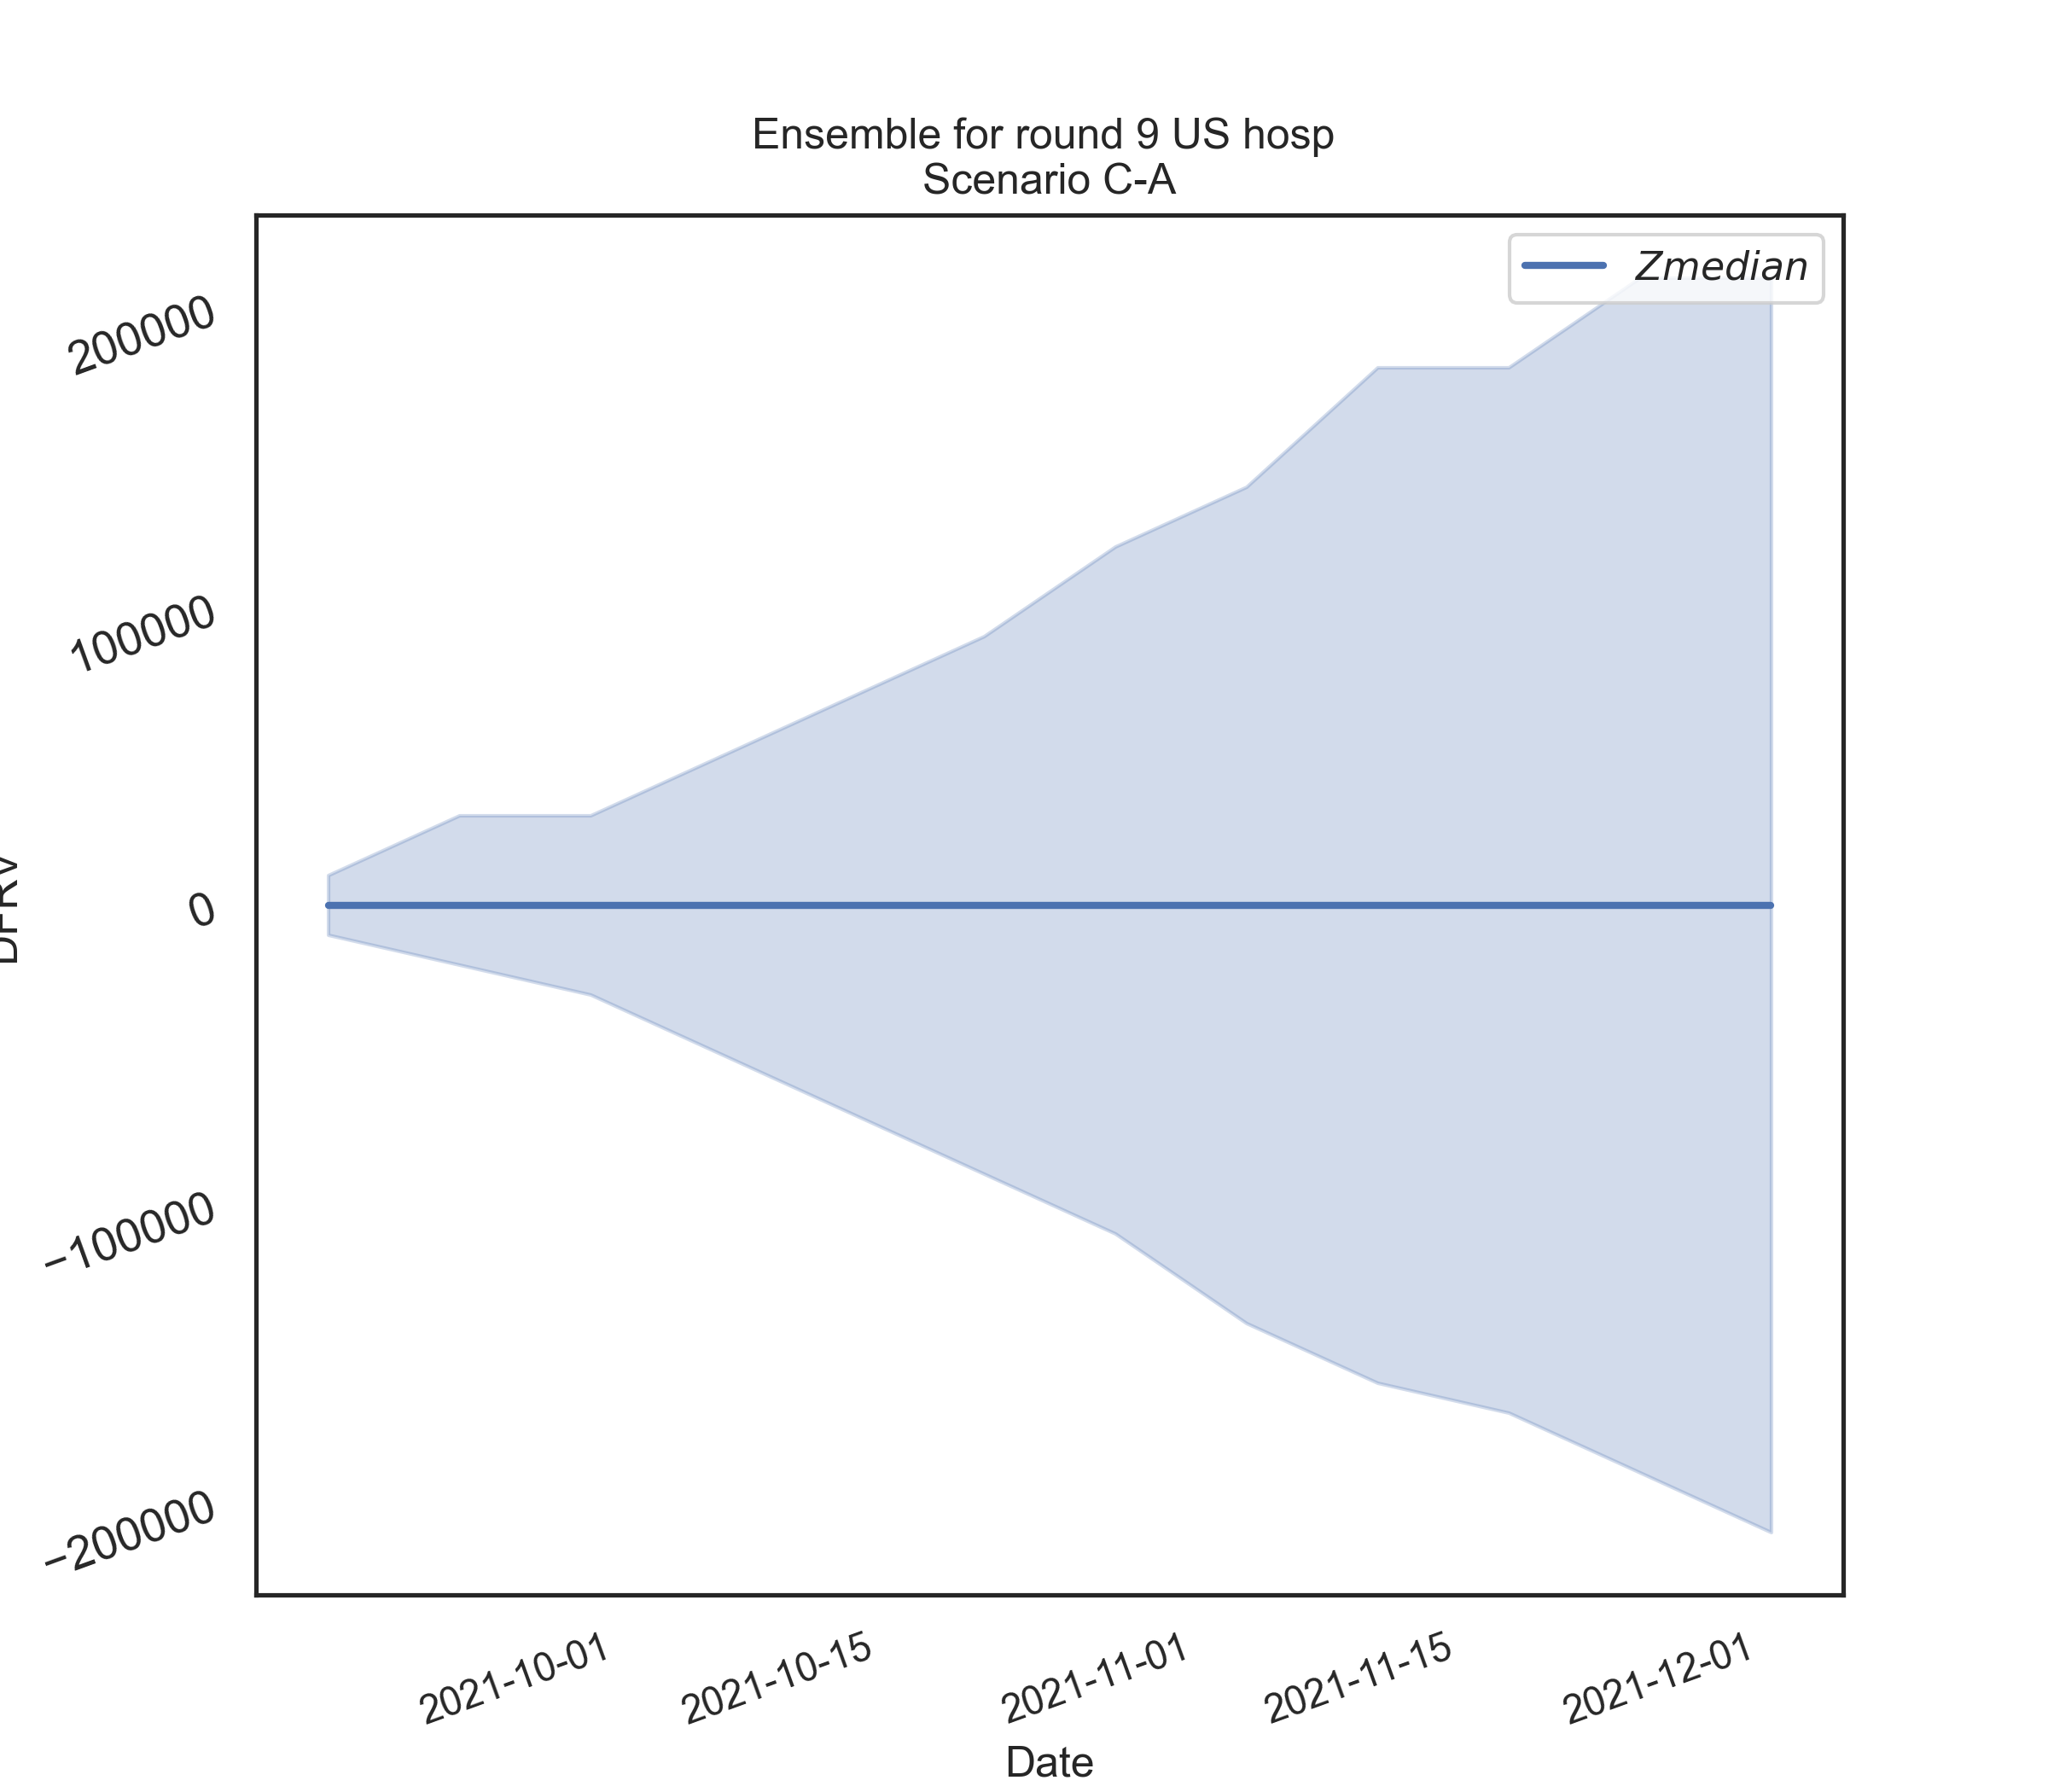 Ensemble for round 9 US hosp
Scenario C-A
Zmedian
200000
100000
0
−100000
−200000
2021-10-01
2021-10-15
2021-11-01
2021-11-15
2021-12-01
Date